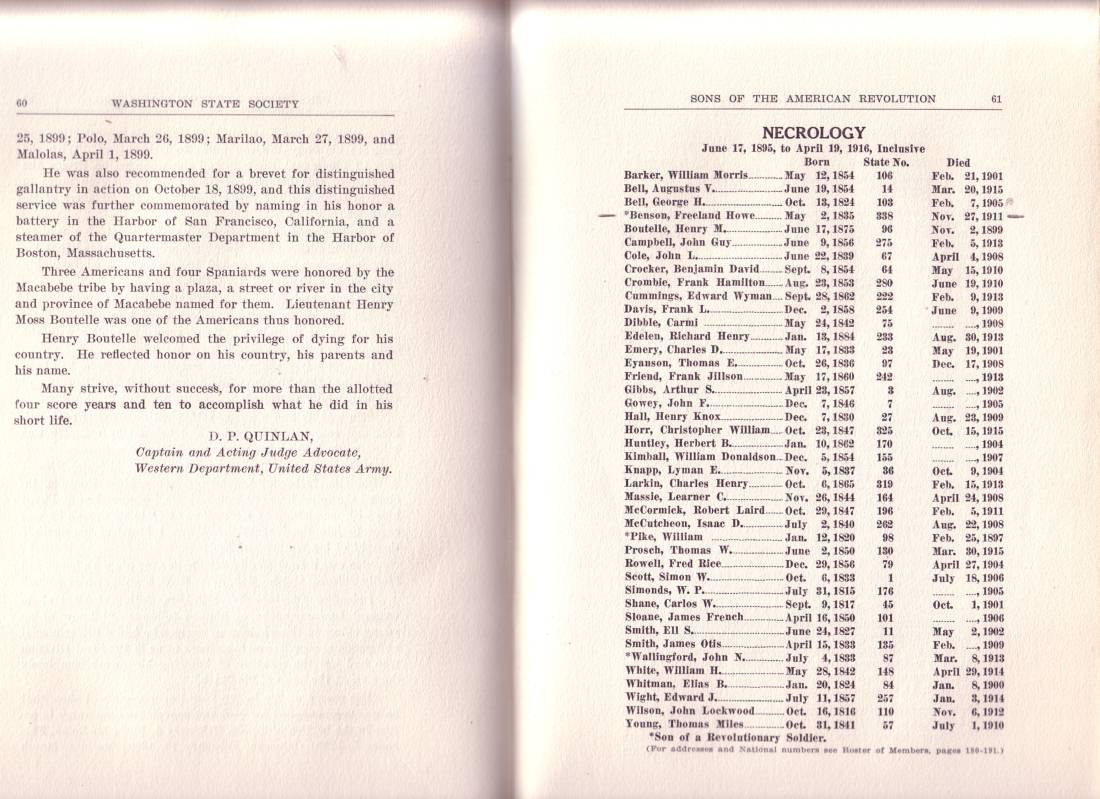 60 WASHINGTON STATE SOCIETY
25, 1899; Polo, March 26, 1899; Marilao, March 27, 1899, and
Malolas, April 1, 1899.
He was also recommended for a brevet for distinguished
gallantry in action on October 18, 1899, and this distinguished
service was further commemorated by naming in his honor a
battery in the Harbor of San Francisco, California, and a
steamer of the Quartermaster Department in the Harbor of
Boston, Massachusetts.
Three Americans and four Spaniards were honored by the
Macabebe tribe by having a plaza, a street or river in the city
and province of Macabebe named for them. Lieutenant Henry
Moss Boutelle was one of the Americans thus honored.
Henry Boutelle welcomed the privilege of dying for his
country. He reflected honor on his country, his parents and
his name.
Many strive, without success, for more than the allotted
four score years and ten to accomplish what he did in his
short life.
D. P. QUINLAN,
Captain and Acting Judge Advocate,
Western Department, United States Army.
SONS OF THE AMERICAN REVOLUTION 61
NECROLOGY
June 17, 1895, to April 19, 1916, Inclusive
Born State No. Died
Barker, William Morris............May 12, 1854 106 Feb. 21, 1901
Bell, Augustus V.......................June 19, 1854 14 Mar. 20, 1915
Bell, George H..........................Oct. 13, 1824 103 Feb. 7, 1905
*Benson, Freeland Howe.........May 2, 1835 338 Nov. 27, 1911
Boutelle, Henry M...................June 17, 1875 96 Nov. 2, 1899
Campbell, John Guy.................June 9, 1856 275 Feb. 5, 1913
Cole, John L.............................June 22, 1839 67 April 4, 1908
Crocker, Benjamin David........Sept. 8, 1854 64 May 15, 1910
Crombie, Frank Hamilton......Aug. 23, 1853 280 June 19, 1910
Cummings, Edward Wyman....Sept. 28, 1862 222 Feb. 9, 1913
Davis, Frank L.........................Dec. 2, 1858 254 June 9, 1909
Dibble, Carmi ..........................May 24, 1842 75 ........ ...., 1908
Edelen, Richard Henry............Jan. 13, 1884 233 Aug. 30, 1913
Emery, Charles D....................May 17, 1833 23 May 19, 1901
Eyanson, Thomas E.................Oct. 26, 1836 97 Dec. 17, 1908
Friend, Frank Jillson..............May 17, 1860 242 ........ ...., 1913
Gibbs, Arthur S........................April 23, 1857 3 Aug. ...., 1902
Gowey, John F..........................Dec. 7, 1846 7 ........ ...., 1905
Hall, Henry Knox.....................Dec. 7, 1830 27 Aug. 23, 1909
Horr, Christopher William....Oct. 23, 1847 325 Oct. 15, 1915
Huntley, Herbert B..................Jan. 10, 1862 170 ........ ...., 1904
Kimball, William Donaldson...Dec. 5, 1854 155 ........ ...., 1907
Knapp, Lyman E......................Nov. 5, 1837 36 Oct. 9, 1904
Larkin, Charles Henry............Oct. 6, 1865 319 Feb. 15, 1913
Massie, Learner C....................Nov. 26, 1844 164 April 24, 1908
McCormick, Robert Laird.......Oct. 29, 1847 196 Feb. 5, 1911
McCutcheon, Isaac D...............July 2, 1840 262 Aug. 22, 1908
*Pike, William ........................Jan. 12, 1820 98 Feb. 25, 1897
Prosch, Thomas W..................June 2, 1850 130 Mar. 30, 1915
Rowell, Fred Rice.....................Dec. 29, 1856 79 April 27, 1904
Scott, Simon W.........................Oct. 6, 1833 1 July 18, 1906
Simonds, W. P..........................July 31, 1815 176 ........ ...., 1905
Shane, Carlos W.......................Sept. 9, 1817 45 Oct. 1, 1901
Sloane, James French..............April 16, 1850 101 ........ ...., 1906
Smith, Ell S..............................June 24, 1827 11 May 2, 1902
Smith, James Otis.....................April 15, 1833 135 Feb. ...., 1909
*Wallingford, John N..............July 4, 1833 87 Mar. 8, 1913
White, William H....................May 28, 1842 148 April 29, 1914
Whitman, Elias B....................Jan. 20, 1824 84 Jan. 8, 1900
Wight, Edward J......................July 11, 1857 257 Jan. 3, 1914
Wilson, John Lockwood..........Oct. 16, 1816 110 Nov. 6, 1912
Young, Thomas Miles..............Oct. 31, 1841 57 July 1, 1910
*Son of a Revolutionary Soldier.
(For addresses and National numbers see Roster of Members, pages 180-191.)